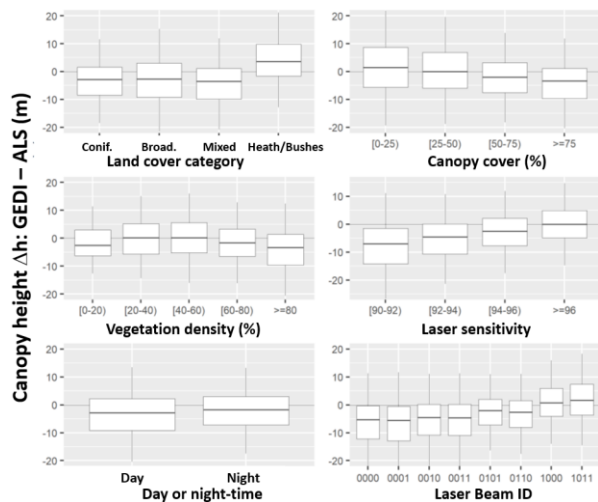 Canopy height Δh: GEDI – ALS (m)
20
10
0
-10
-20
Conif. Broad. Mixed Heath/Bushes
Land cover category
20
10
0
-10
-20
[0-25) [25-50) [50-75) >=75
Canopy cover (%)
20
10
0
-10
-20
[0-20) [20-40) [40-60) [60-80) >=80
Vegetation density (%)
10
0
-10
-20
[90-92) [92-94) [94-96) >=96
Laser sensitivity
20
10
0
-10
-20
Day Night
Day or night-time
20
10
0
-10
-20
0000 0001 0010 0011 0101 0110 1000 1011
Laser Beam ID